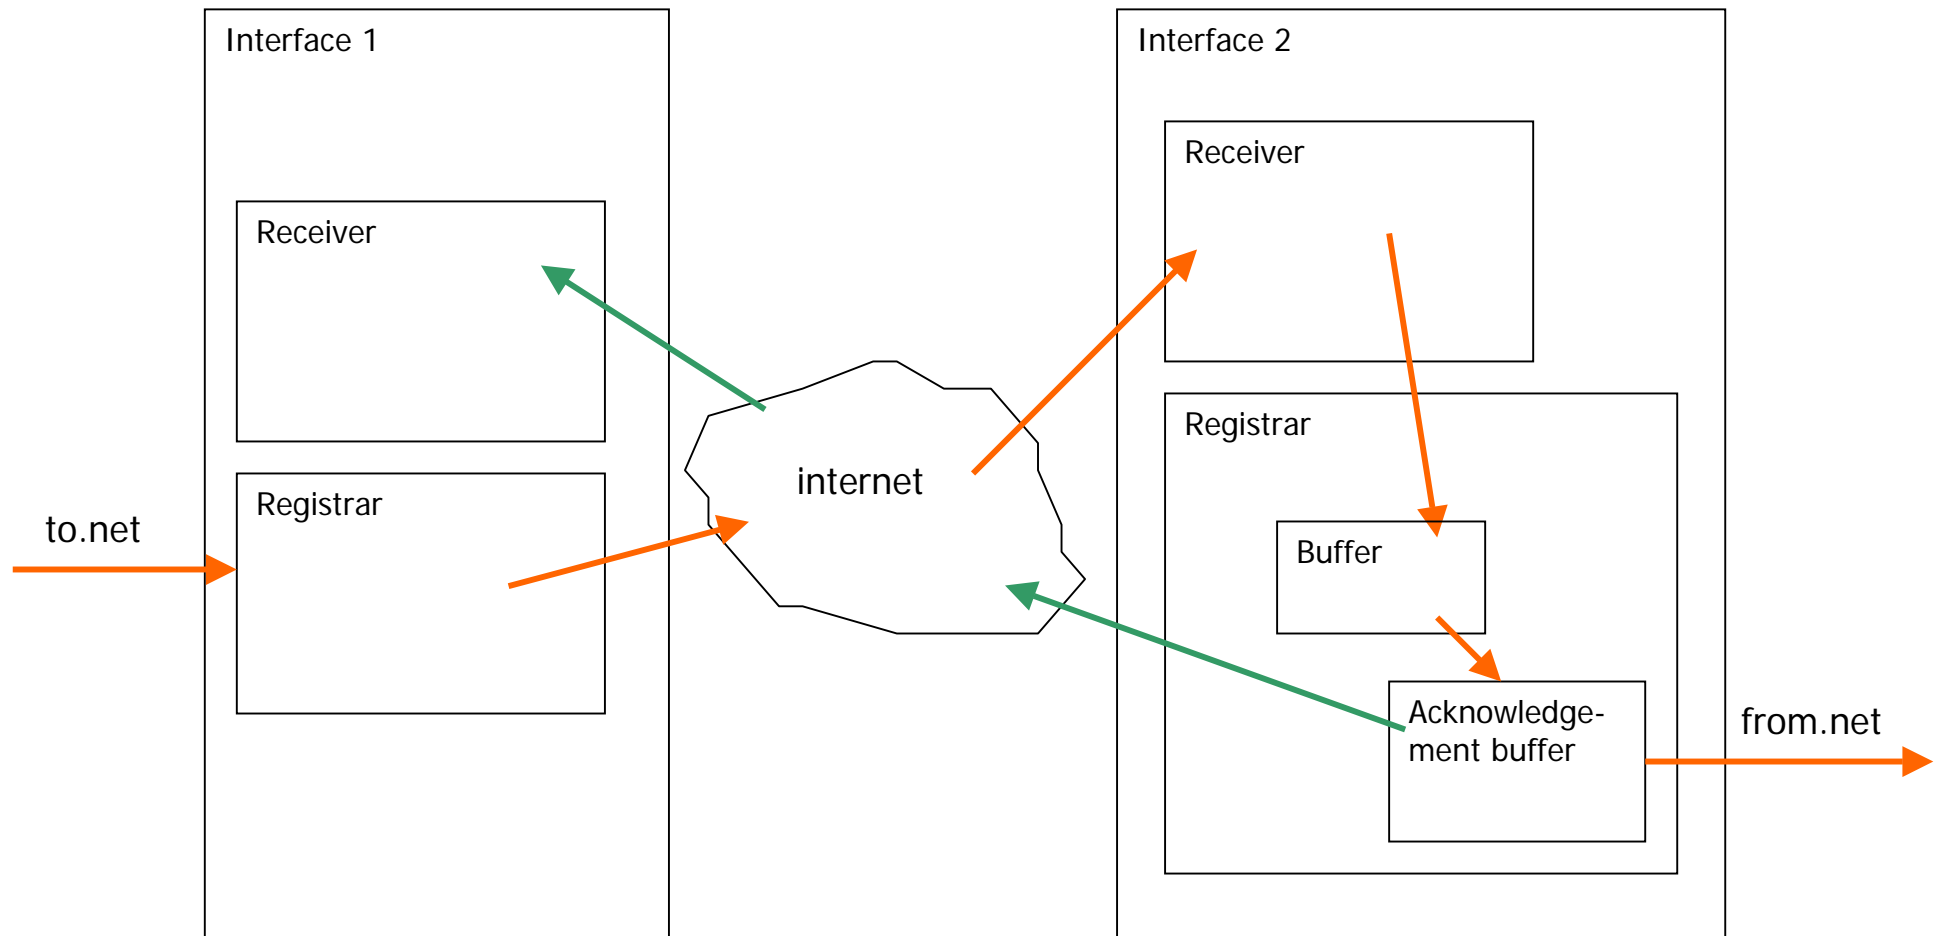 Interface 1
Interface 2
Receiver
Receiver
Registrar
internet
Registrar
to.net
Buffer
Acknowledge-
ment buffer
from.net